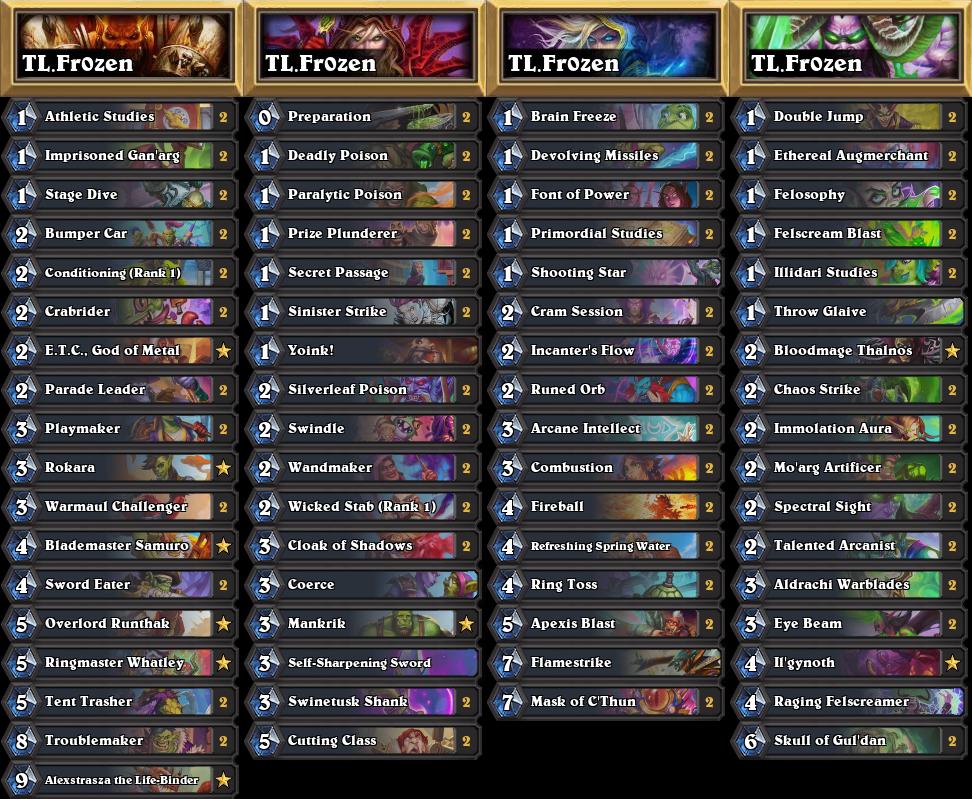 TL.Fr0zen
1 Athletic Studies 2
1 Imprisoned Gan'arg 2
1 Stage Dive 2
2 Bumper Car 2
2 Conditioning (Rank 1) 2
2 Crabrider 2
2 E.T.C., God of Metal
2 Parade Leader 2
3 Playmaker 2
3 Rokara
3 Warmaul Challenger 2
4 Blademaster Samuro
4 Sword Eater 2
5 Overlord Runthak
5 Ringmaster Whatley
5 Tent Trasher 2
8 Troublemaker 2
9 Alexstrasza the Life-Binder
TL.Fr0zen
0 Preparation 2
1 Deadly Poison 2
1 Paralytic Poison 2
1 Prize Plunderer 2
1 Secret Passage 2
1 Sinister Strike 2
1 Yoink!
2 Silverleaf Poison 2
2 Swindle 2
2 Wandmaker 2
2 Wicked Stab (Rank 1) 2
3 Cloak of Shadows 2
3 Coerce
3 Mankrik
3 Self-Sharpening Sword
3 Swinetusk Shank 2
5 Cutting Class 2
TL.Fr0zen
1 Brain Freeze 2
1 Devolving Missiles 2
1 Font of Power 2
1 Primordial Studies 2
1 Shooting Star
2 Cram Session 2
2 Incanter's Flow 2
2 Runed Orb 2
3 Arcane Intellect 2
3 Combustion 2
4 Fireball 2
4 Refreshing Spring Water 2
4 Ring Toss 2
5 Apexis Blast 2
7 Flamestrike
7 Mask of C'Thun 2
TL.Fr0zen
1 Double Jump 2
1 Ethereal Augmerchant 2
1 Felosophy 2
1 Felscream Blast 2
1 Illidari Studies 2
1 Throw Glaive
2 Bloodmage Thalnos
2 Chaos Strike 2
2 Immolation Aura 2
2 Mo'arg Artificer 2
2 Spectral Sight 2
2 Talented Arcanist 2
3 Aldrachi Warblades 2
3 Eye Beam 2
4 Il'gynoth
4 Raging Felscreamer
6 Skull of Gul'dan 2